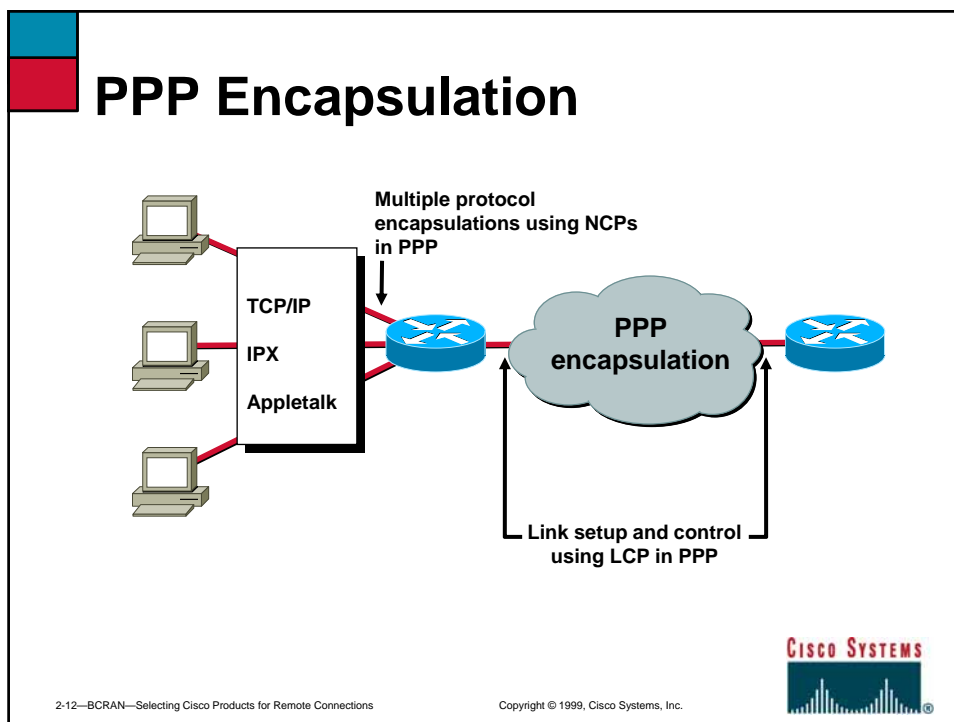 PPP Encapsulation
Multiple protocol
encapsulations using NCPs
in PPP
TCP/IP
IPX
Appletalk
PPP
encapsulation
Link setup and control
using LCP in PPP
2-12—BCRAN—Selecting Cisco Products for Remote Connections
Copyright © 1999, Cisco Systems, Inc.
CISCO SYSTEMS
®